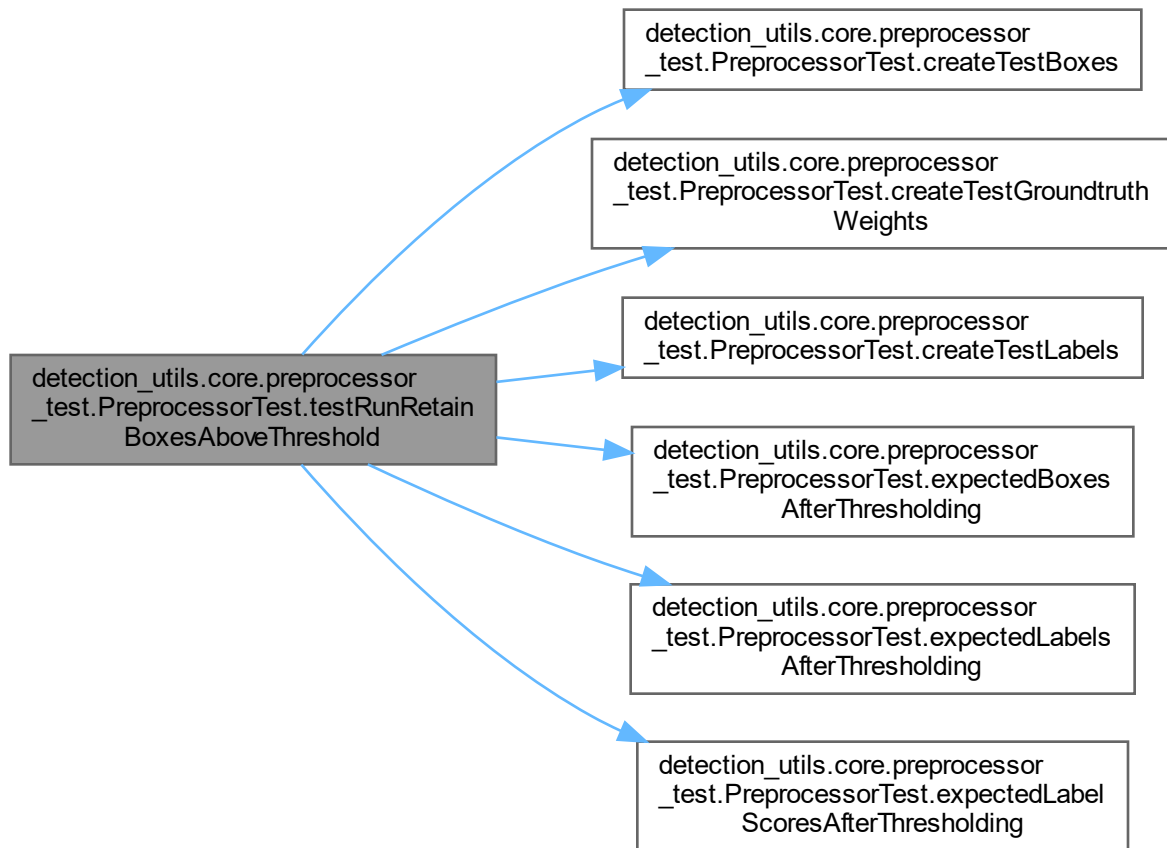 detection_utils.core.preprocessor
_test.PreprocessorTest.createTestBoxes
detection_utils.core.preprocessor
_test.PreprocessorTest.createTestGroundtruth
Weights
detection_utils.core.preprocessor
_test.PreprocessorTest.createTestLabels
detection_utils.core.preprocessor
_test.PreprocessorTest.testRunRetain
BoxesAboveThreshold
detection_utils.core.preprocessor
_test.PreprocessorTest.expectedBoxes
AfterThresholding
detection_utils.core.preprocessor
_test.PreprocessorTest.expectedLabels
AfterThresholding
detection_utils.core.preprocessor
_test.PreprocessorTest.expectedLabel
ScoresAfterThresholding